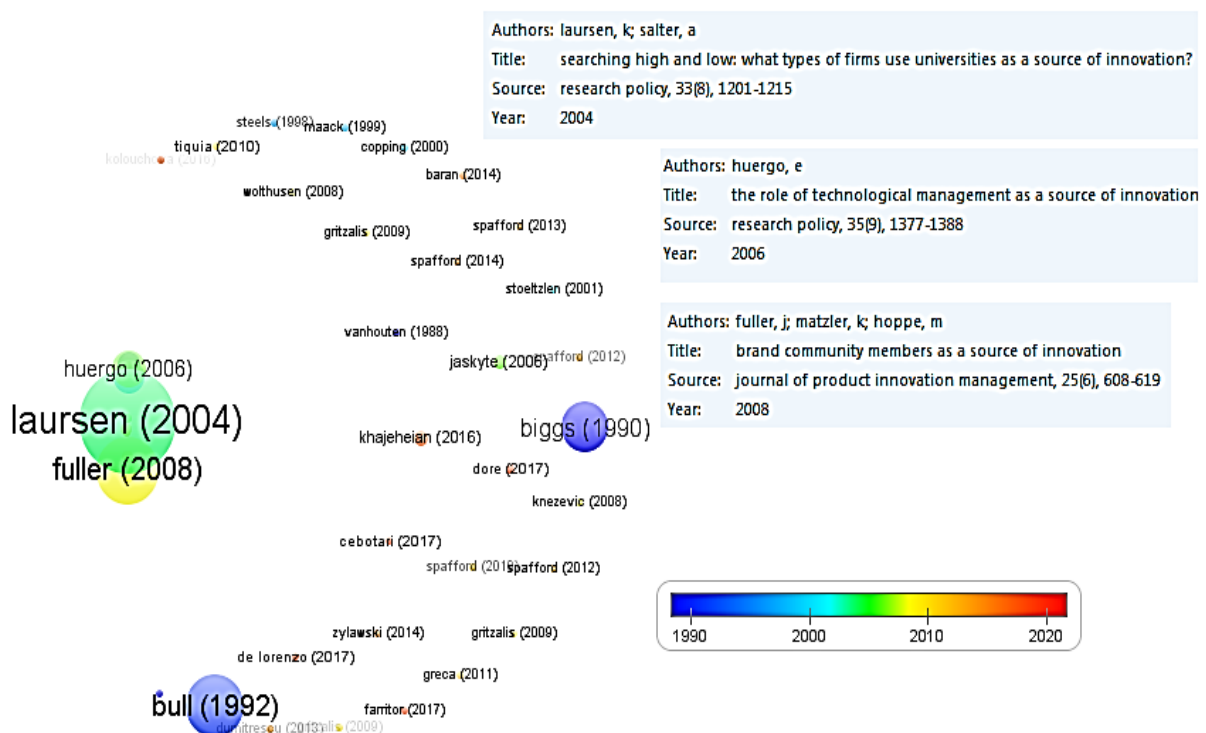 Authors: laursen, k; salter, a
Title: searching high and low: what types of firms use universities as a source of innovation?
Source: research policy, 33(8), 1201-1215
Year: 2004
steels (1998)
maack (1999)
tiquia (2010)
copping (2000)
baran (2014)
wolthusen (2008)
Authors: huergo, e
Title: the role of technological management as a source of innovation
Source: research policy, 35(9), 1377-1388
Year: 2006
gritzalis (2009)
spafford (2013)
spafford (2014)
stoeltzlen (2001)
vanhouten (1988)
jaskyte (2006)
spafford (2012)
Authors: fuller, j; matzler, k; hoppe, m
Title: brand community members as a source of innovation
Source: journal of product innovation management, 25(6), 608-619
Year: 2008
huergo (2006)
laursen (2004)
fuller (2008)
khajeheian (2016)
biggs (1990)
dore (2017)
knezevic (2008)
cebotari (2017)
spafford
spafford (2012)
1990 2000 2010 2020
zylawski (2014)
gritzalis (2009)
de lorenzo (2017)
greca (2011)
bull (1992)
farritor (2017)
dumitrescu (2013)
(2009)